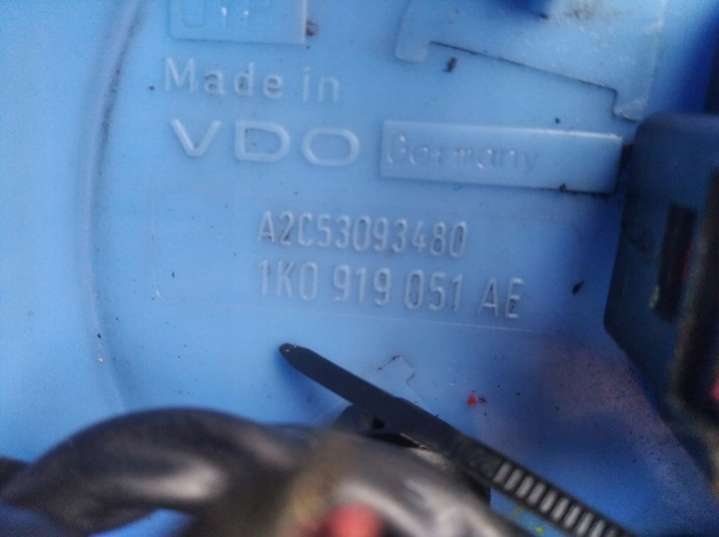 Made in
VDO Germany
A2C53093480
1K0 919 051 AE